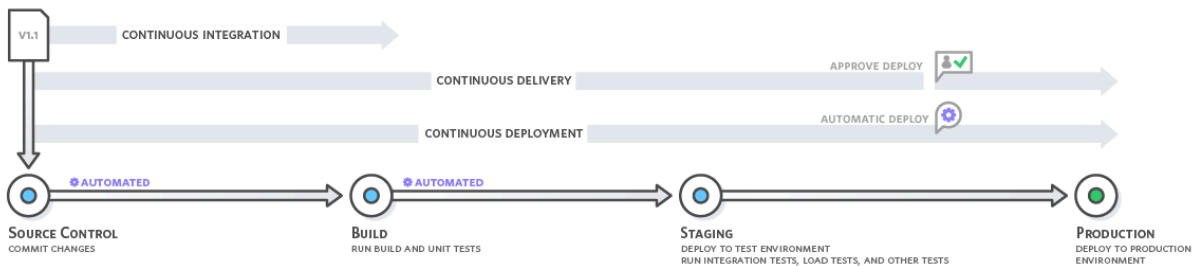 V1.1
CONTINUOUS INTEGRATION
APPROVE DEPLOY
CONTINUOUS DELIVERY
AUTOMATIC DEPLOY
CONTINUOUS DEPLOYMENT
AUTOMATED
AUTOMATED
SOURCE CONTROL
COMMIT CHANGES
BUILD
RUN BUILD AND UNIT TESTS
STAGING
DEPLOY TO TEST ENVIRONMENT
RUN INTEGRATION TESTS, LOAD TESTS, AND OTHER TESTS
PRODUCTION
DEPLOY TO PRODUCTION
ENVIRONMENT